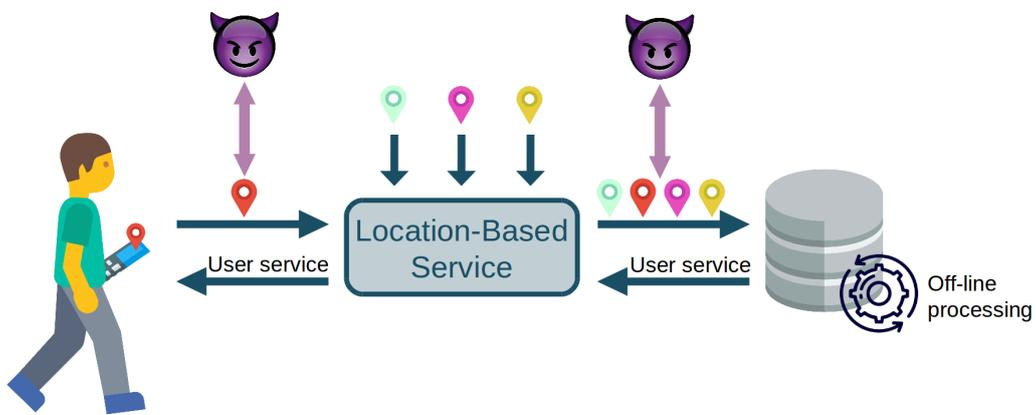 Location-Based
Service
User service
User service
Off-line
processing